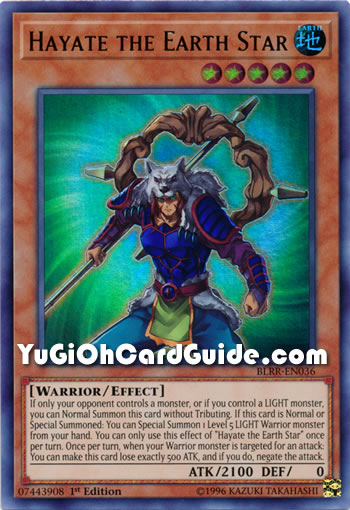 HAYATE THE EARTH STAR
EARTH
地
YuGiOhCardGuide.com
BLRR-EN036
[WARRIOR/EFFECT]
If only your opponent controls a monster, or if you control a LIGHT monster,
you can Normal Summon this card without Tributing. If this card is Normal or
Special Summoned: You can Special Summon 1 Level 5 LIGHT Warrior monster
from your hand. You can only use this effect of "Hayate the Earth Star" once
per turn. Once per turn, when your Warrior monster is targeted for an attack:
You can make this card lose exactly 500 ATK, and if you do, negate the attack.
ATK/2100 DEF/ 0
07443908 1st Edition ©1996 KAZUKI TAKAHASHI